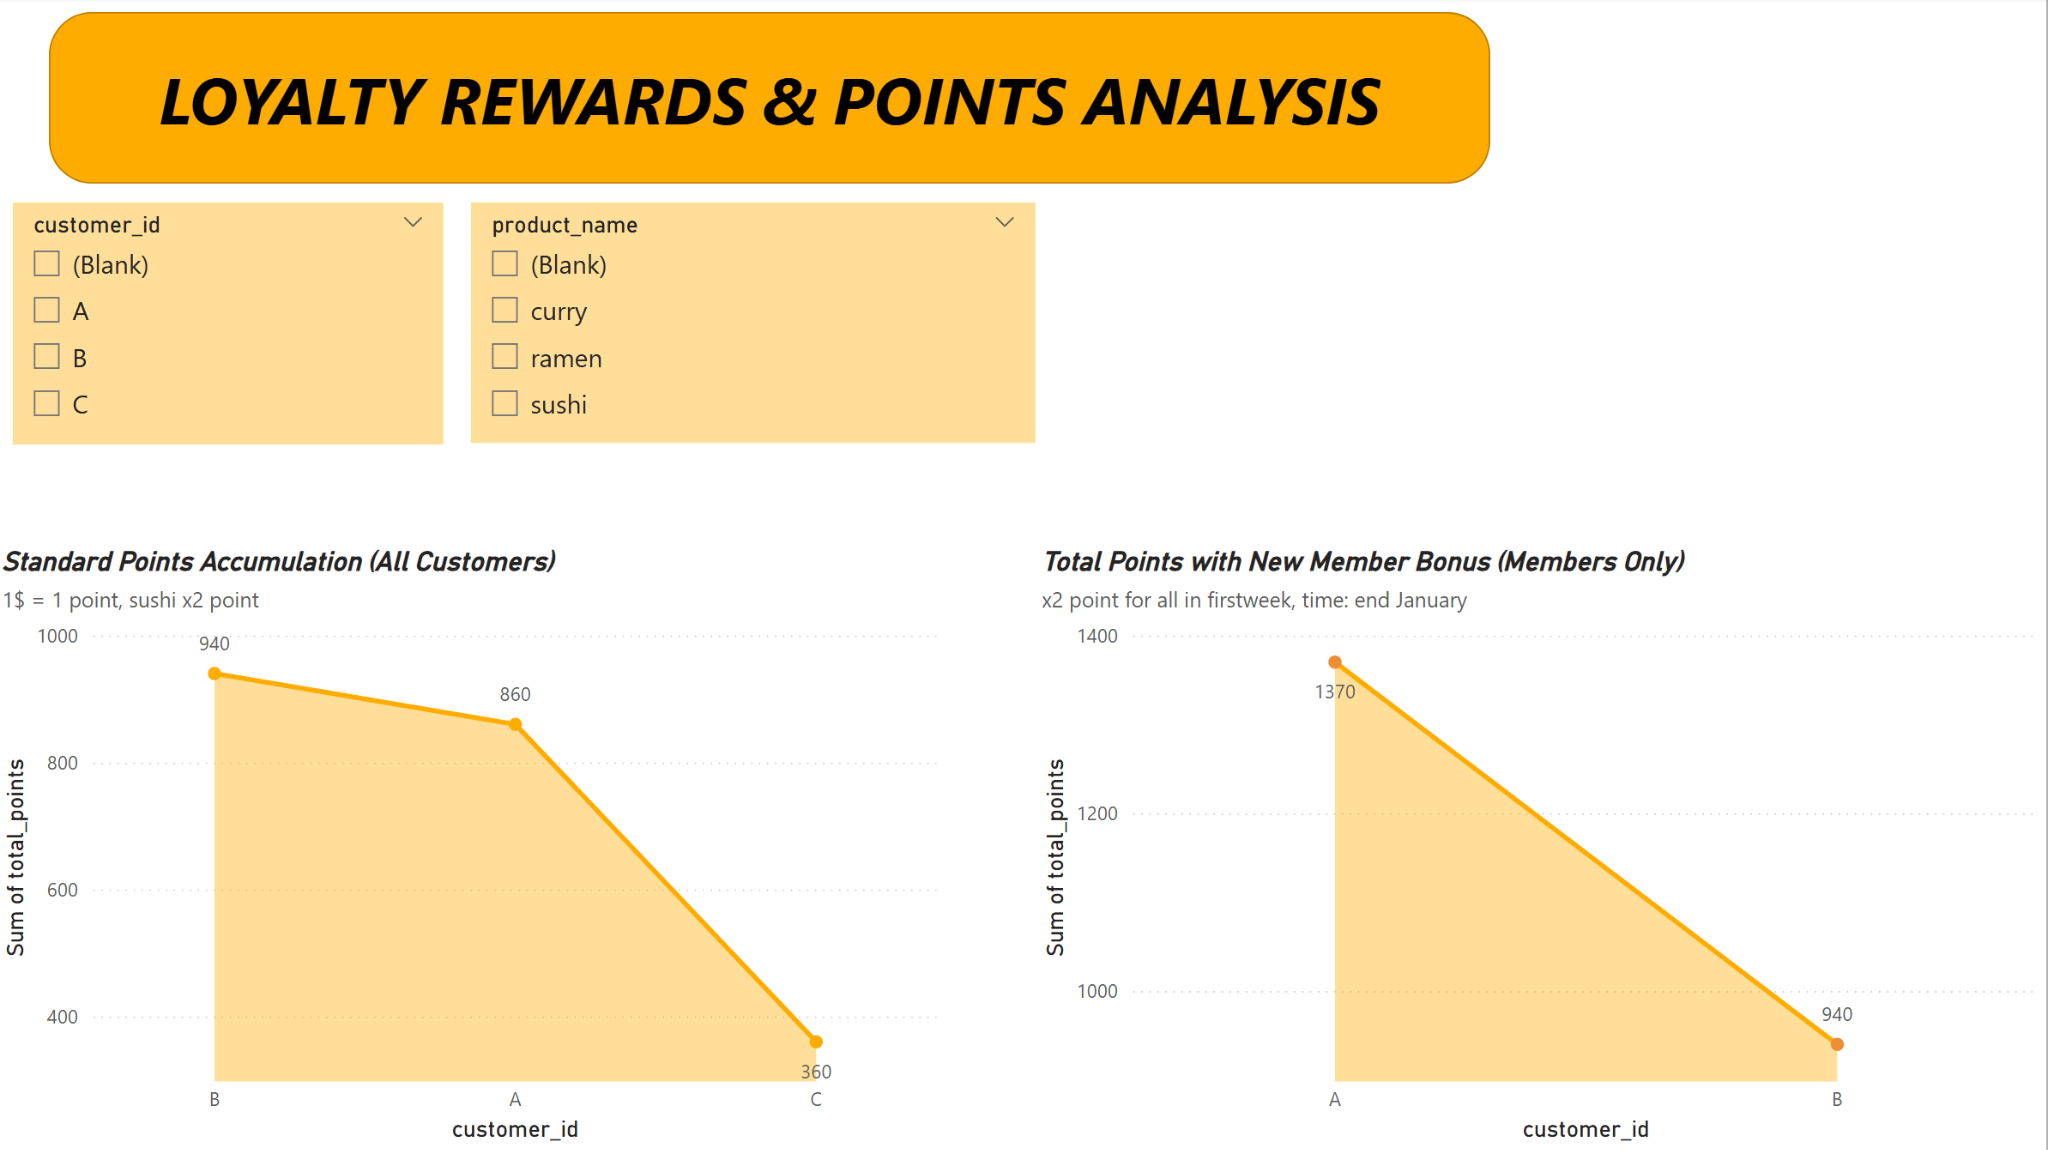 LOYALTY REWARDS & POINTS ANALYSIS
customer_id
(Blank)
A
B
C
product_name
(Blank)
curry
ramen
sushi
Standard Points Accumulation (All Customers)
1$ = 1 point, sushi x2 point
1000
800
600
400
Sum of total_points
940
860
360
B
A
C
customer_id
Total Points with New Member Bonus (Members Only)
x2 point for all in firstweek, time: end January
1400
1200
1000
Sum of total_points
1370
940
A
B
customer_id